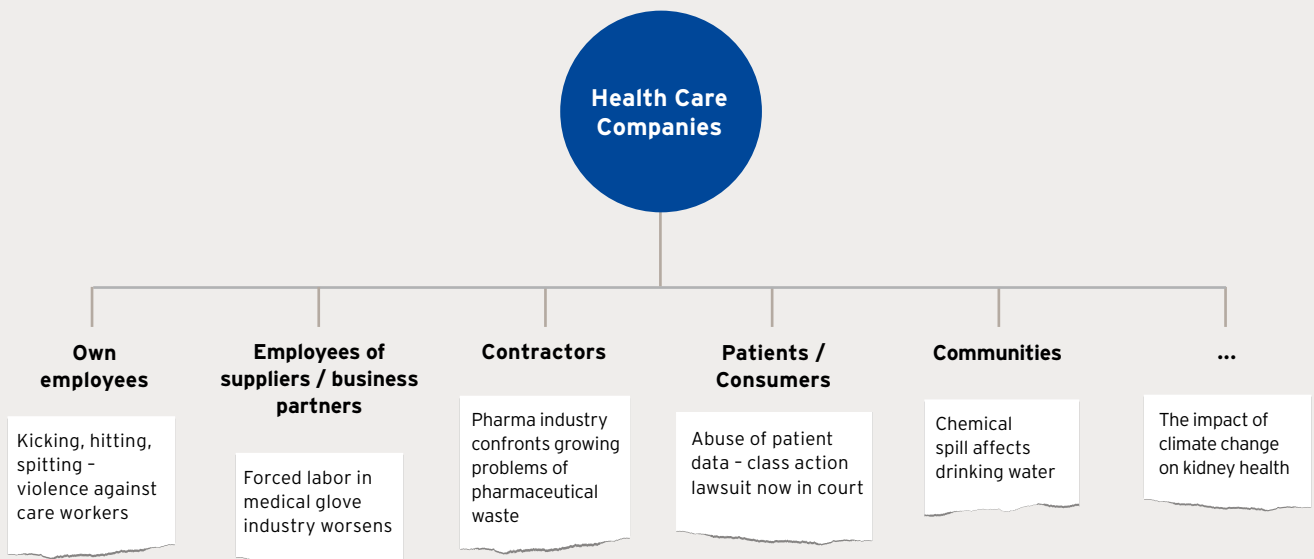 Health Care
Companies
Own
employees
Kicking, hitting,
spitting –
violence against
care workers
Employees of
suppliers / business
partners
Forced labor in
medical glove
industry worsens
Contractors
Pharma industry
confronts growing
problems of
pharmaceutical
waste
Patients /
Consumers
Abuse of patient
data – class action
lawsuit now in court
Communities
Chemical
spill affects
drinking water
...
The impact of
climate change
on kidney health